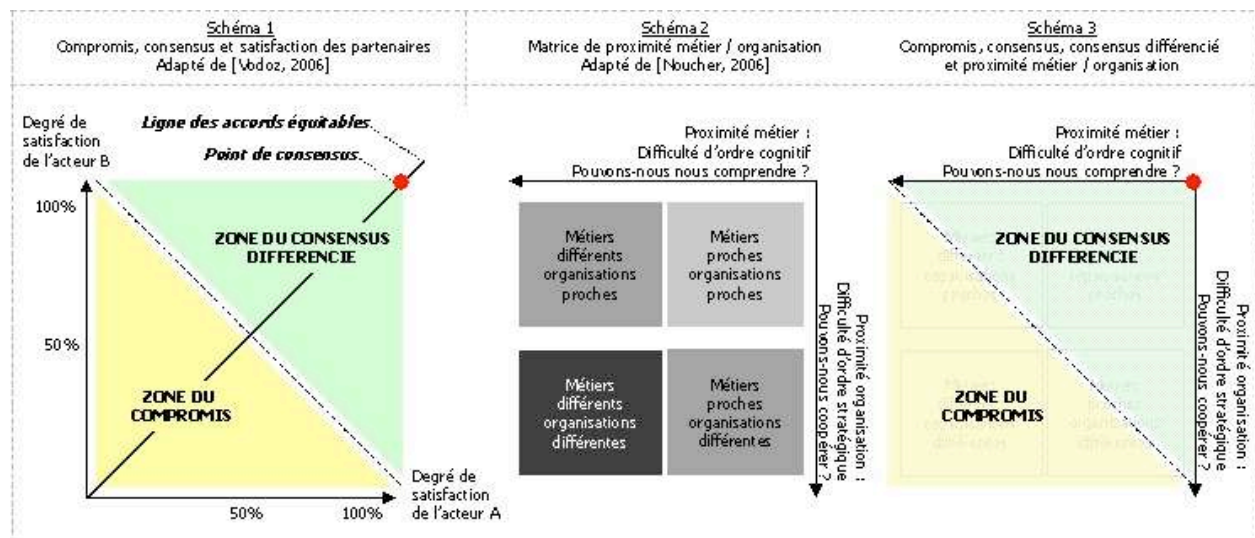 Schéma 1
Compromis, consensus et satisfaction des partenaires
Adapté de [Vodoz, 2006]
Degré de
satisfaction
de l'acteur B
Ligne des accords équitables
Point de consensus
100%
50%
ZONE DU CONSENSUS
DIFFERENCIE
ZONE DU
COMPROMIS
50%
100%
Degré de
satisfaction
de l'acteur A
Schéma 2
Matrice de proximité métier / organisation
Adapté de [Noucher, 2006]
Proximité métier :
Difficulté d'ordre cognitif
Pouvons-nous nous comprendre ?
Métiers
différents
organisations
proches
Métiers
proches
organisations
proches
Métiers
différents
organisations
différentes
Métiers
proches
organisations
différentes
Proximité organisation :
Difficulté d'ordre stratégique
Pouvons-nous coopérer ?
Schéma 3
Compromis, consensus, consensus différencié
et proximité métier / organisation
Proximité métier :
Difficulté d'ordre cognitif
Pouvons-nous nous comprendre ?
ZONE DU CONSENSUS
DIFFERENCIE
ZONE DU
COMPROMIS
Proximité organisation :
Difficulté d'ordre stratégique
Pouvons-nous coopérer ?